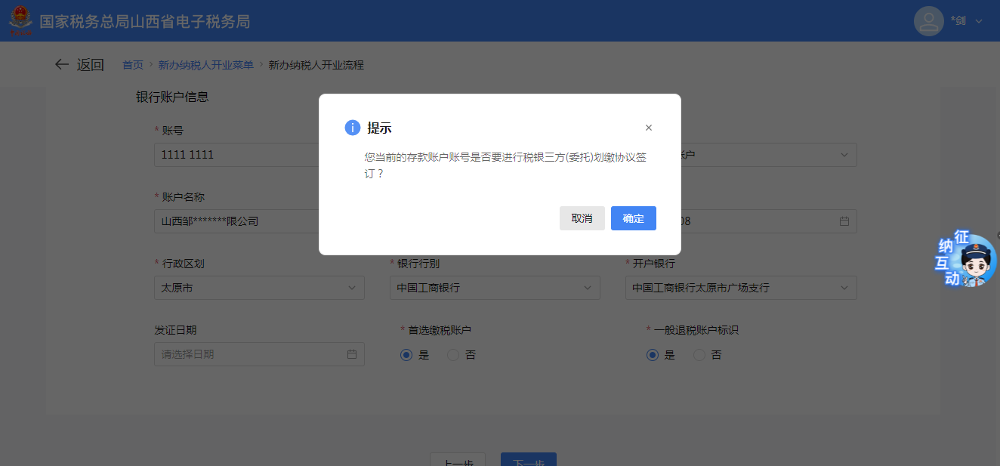 国家税务总局山西省电子税务局
*剑
返回 首页 > 新办纳税人开业菜单 > 新办纳税人开业流程
银行账户信息
提示
您当前的存款账户账号是否要进行税银三方(委托)划缴协议签
订？
取消 确定
* 账号
1111 1111
* 账户名称
山西邹*******限公司
08
* 行政区划 * 银行行别 * 开户银行
太原市 中国工商银行 中国工商银行太原市广场支行
发证日期 * 首选缴税账户 * 一般退税账户标识
请选择日期 是 否 是 否
上一步 下一步
征
纳
互
动